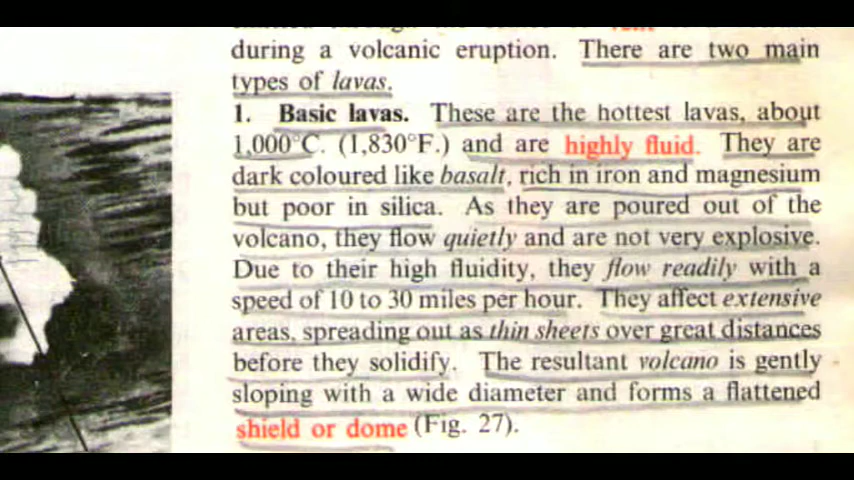 during a volcanic eruption. There are two main
types of lavas.
1. Basic lavas. These are the hottest lavas, about
1,000°C. (1,830°F.) and are highly fluid. They are
dark coloured like basalt, rich in iron and magnesium
but poor in silica. As they are poured out of the
volcano, they flow quietly and are not very explosive.
Due to their high fluidity, they flow readily with a
speed of 10 to 30 miles per hour. They affect extensive
areas, spreading out as thin sheets over great distances
before they solidify. The resultant volcano is gently
sloping with a wide diameter and forms a flattened
shield or dome (Fig. 27).